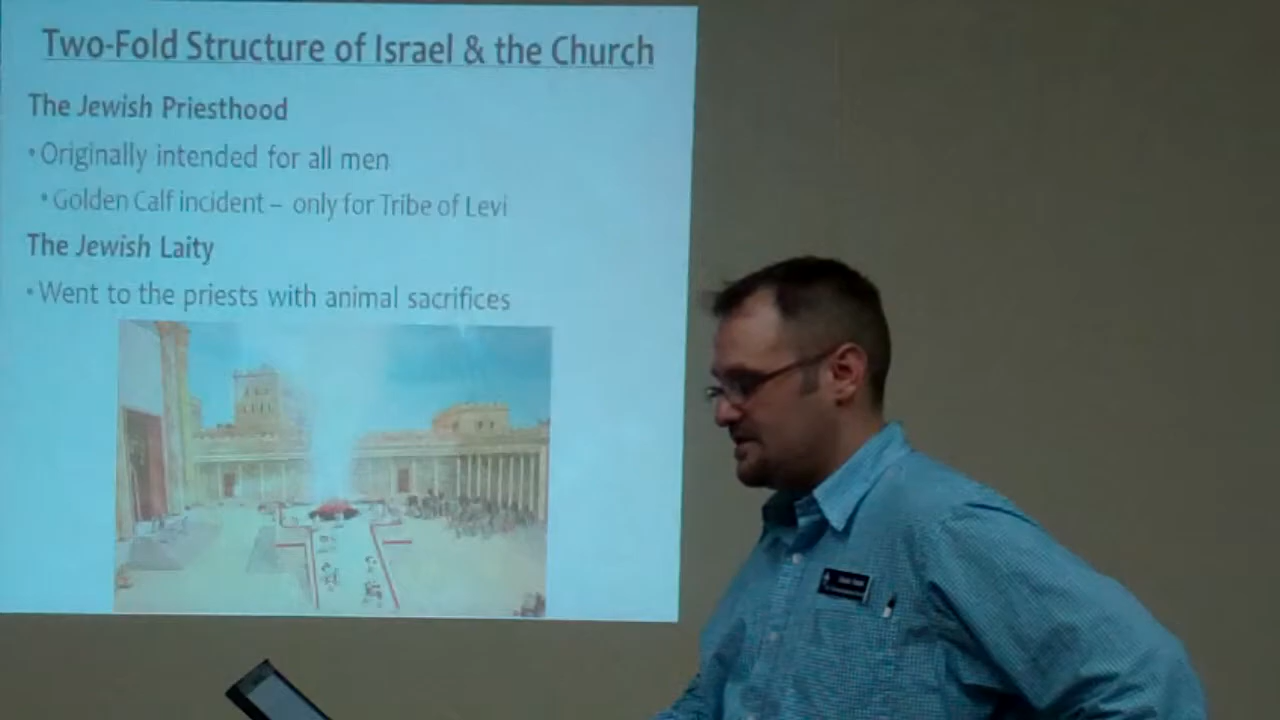 Two-Fold Structure of Israel & the Church
The Jewish Priesthood
•Originally intended for all men
•Golden Calf incident – only for Tribe of Levi
The Jewish Laity
•Went to the priests with animal sacrifices